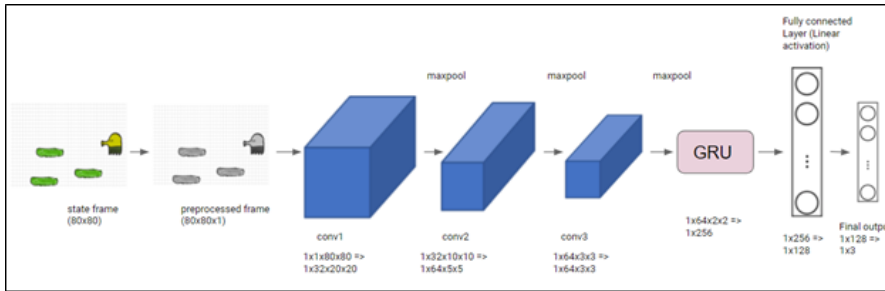 Fully connected
Layer (Linear
activation)
maxpool
maxpool
maxpool
GRU
...
...
state frame
(80x80)
preprocessed frame
(80x80x1)
conv1
1x1x80x80 =>
1x32x20x20
conv2
1x32x10x10 =>
1x64x5x5
conv3
1x64x3x3 =>
1x64x3x3
1x64x2x2 =>
1x256
1x256 =>
1x128
Final output
1x128 =>
1x3